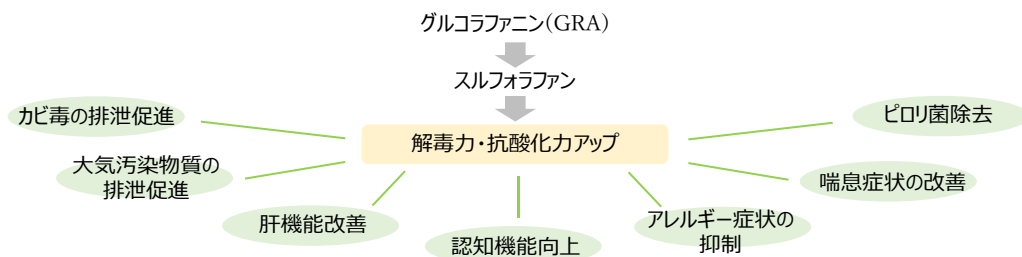 グルコラファニン(GRA)
スルフォラファン
解毒力・抗酸化力アップ
カビ毒の排泄促進
大気汚染物質の
排泄促進
肝機能改善
認知機能向上
アレルギー症状の
抑制
喘息症状の改善
ピロリ菌除去